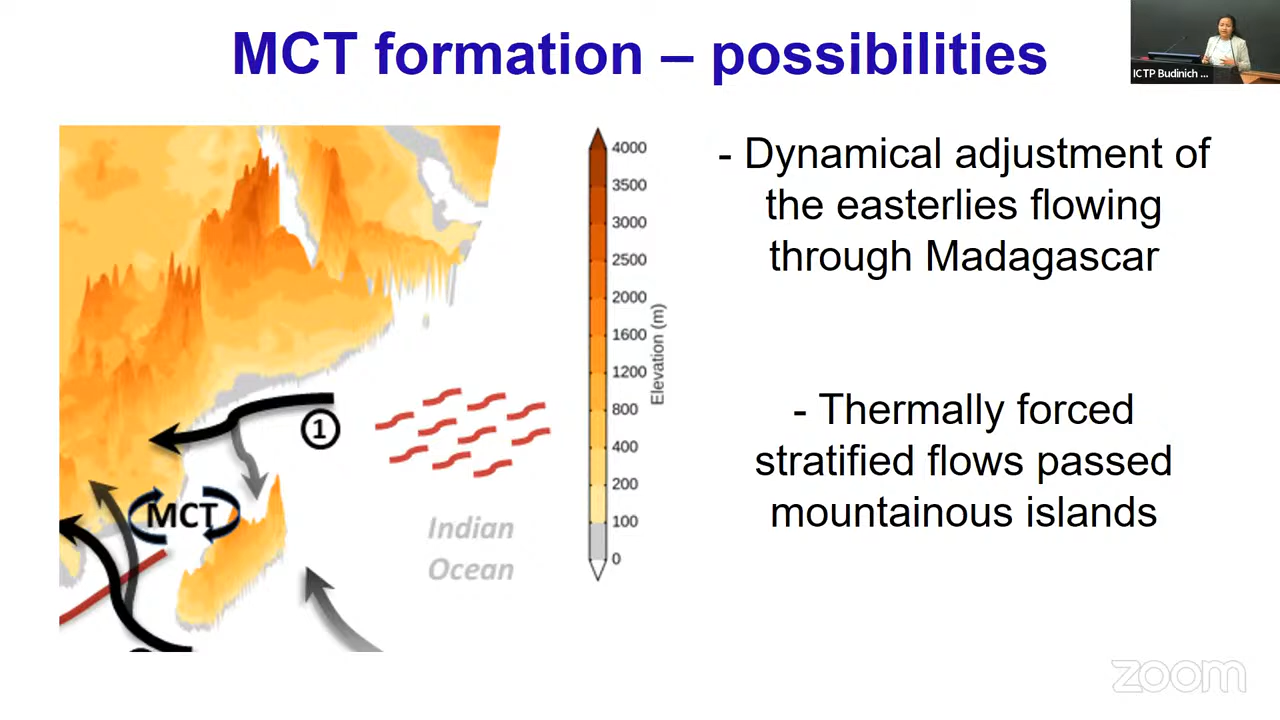 MCT formation – possibilities
ICTP Budinich ...
- Dynamical adjustment of
the easterlies flowing
through Madagascar
- Thermally forced
stratified flows passed
mountainous islands
4000
3500
3000
2500
2000
1600
1200
800
400
200
100
0
Elevation (m)
1
MCT
Indian
Ocean
zoom